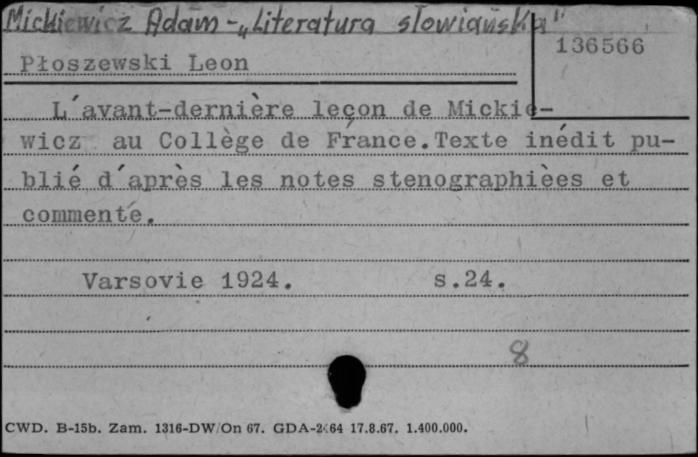 Mickiewicz Adam - „Literatura słowiańska"
136566
Płoszewski Leon
L´avant-dernière leçon de Mickie-
wicz au Collège de France.Texte inédit pu-
blié d´après les notes stenographièes et
commenté.
Varsovie 1924. s.24.
8
CWD. B-15b. Zam. 1316-DW/On 67. GDA-2 64 17.8.67. 1.400.000.